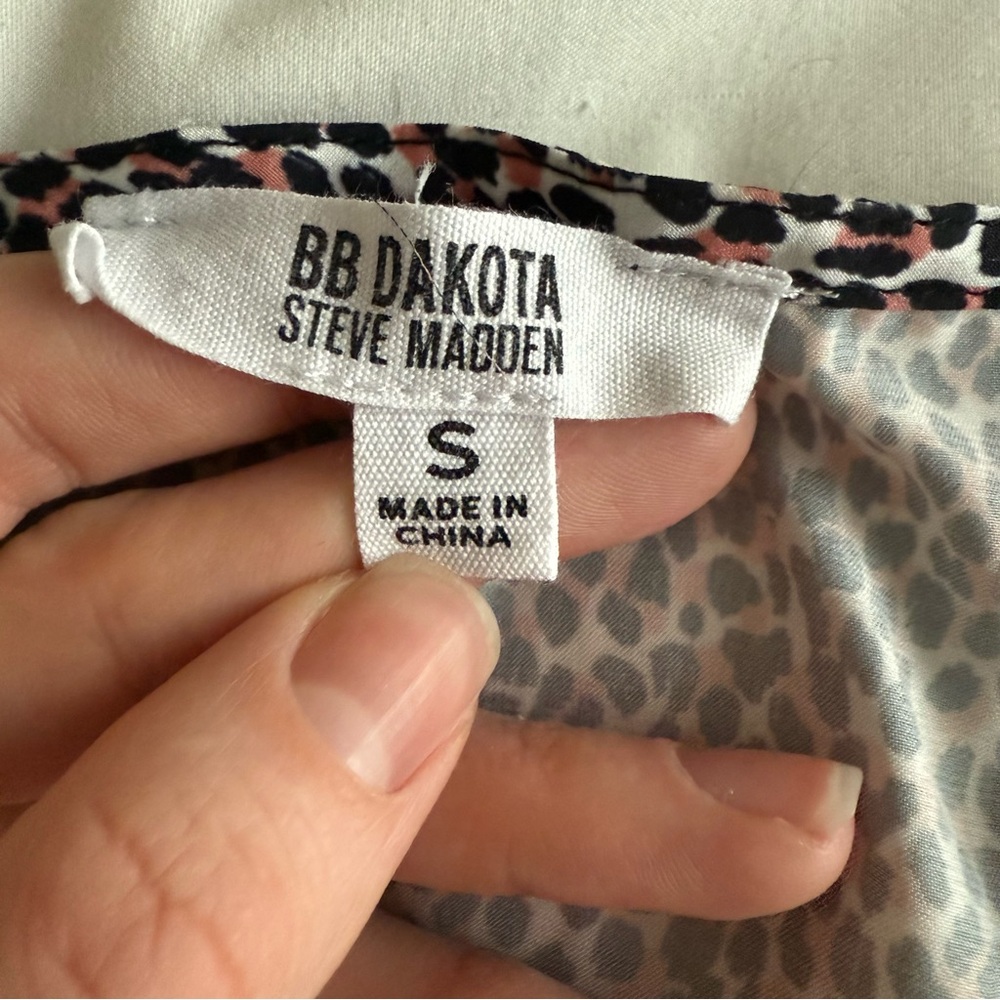 BB DAKOTA
STEVE MADDEN
S
MADE IN
CHINA